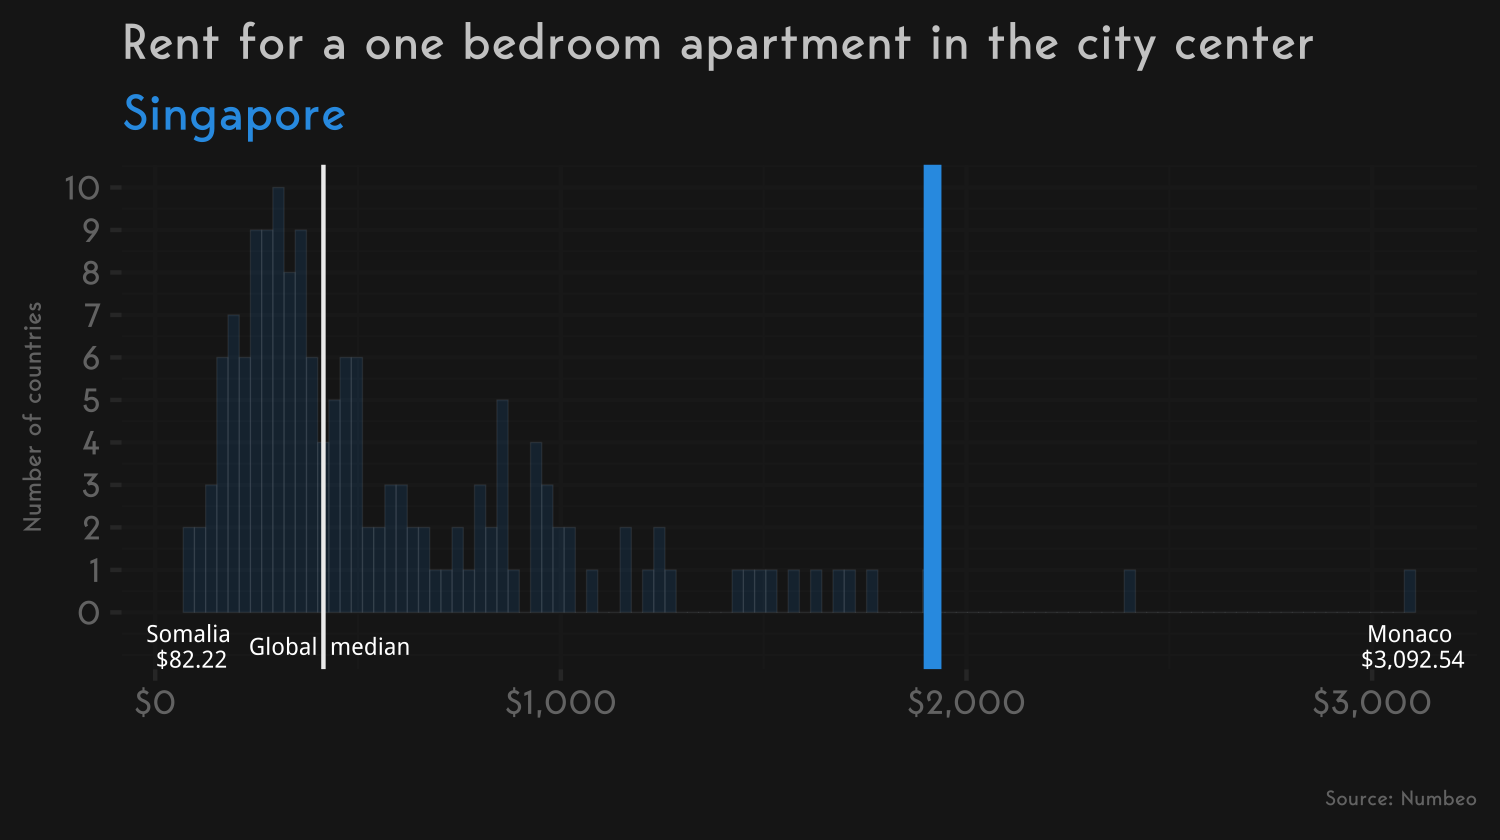 Rent for a one bedroom apartment in the city center
Singapore
Number of countries
10
9
8
7
6
5
4
3
2
1
0
Somalia
$82.22
Global median
Monaco
$3,092.54
$0
$1,000
$2,000
$3,000
Source: Numbeo